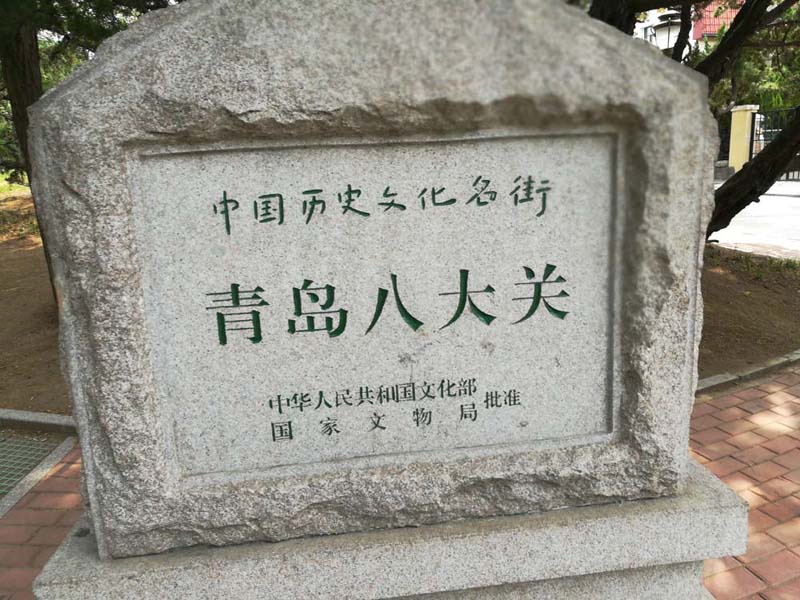 中国历史文化名街
青岛八大关
中华人民共和国文化部
国家文物局 批准